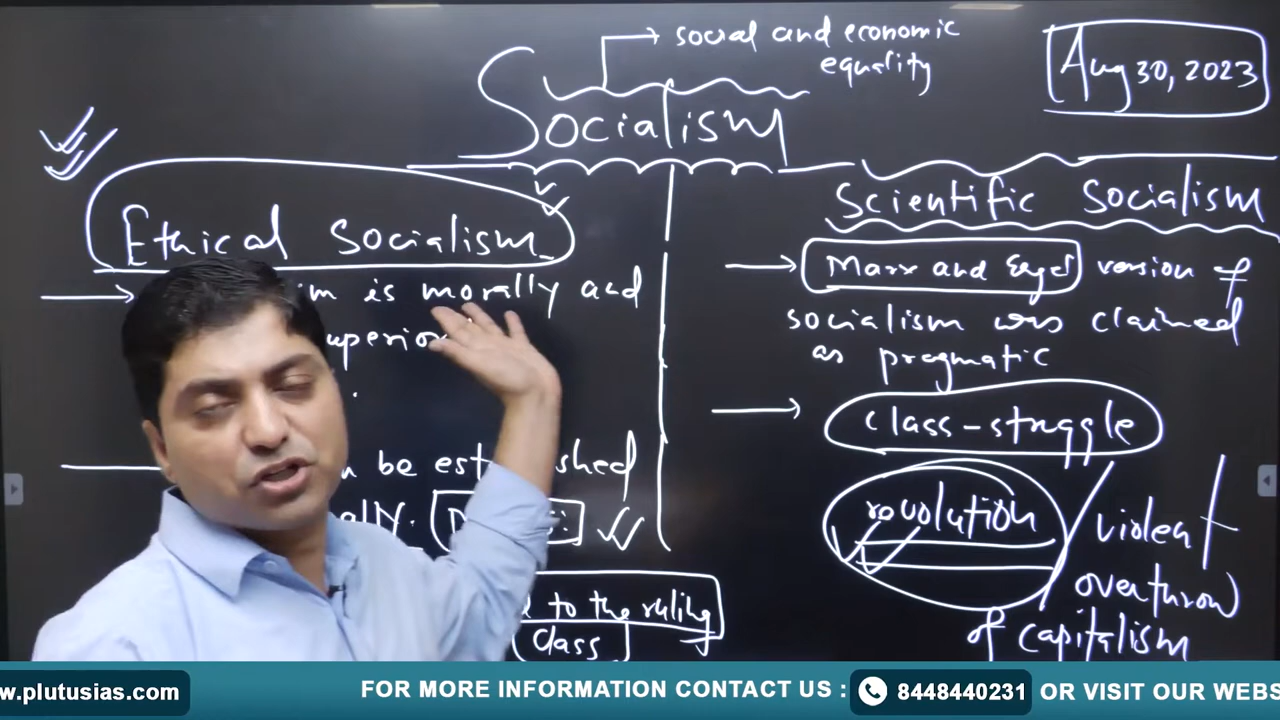 social and economic
equality
Aug 30, 2023
Socialism
Ethical Socialism
is morally and
uperior
.
be established
ally.
to the ruling
class
Scientific Socialism
Marx and Engel version of
socialism was claimed
as pragmatic
class-struggle
revolution / violent
overthrow
of capitalism
w.plutusias.com
FOR MORE INFORMATION CONTACT US : 8448440231 OR VISIT OUR WEBS